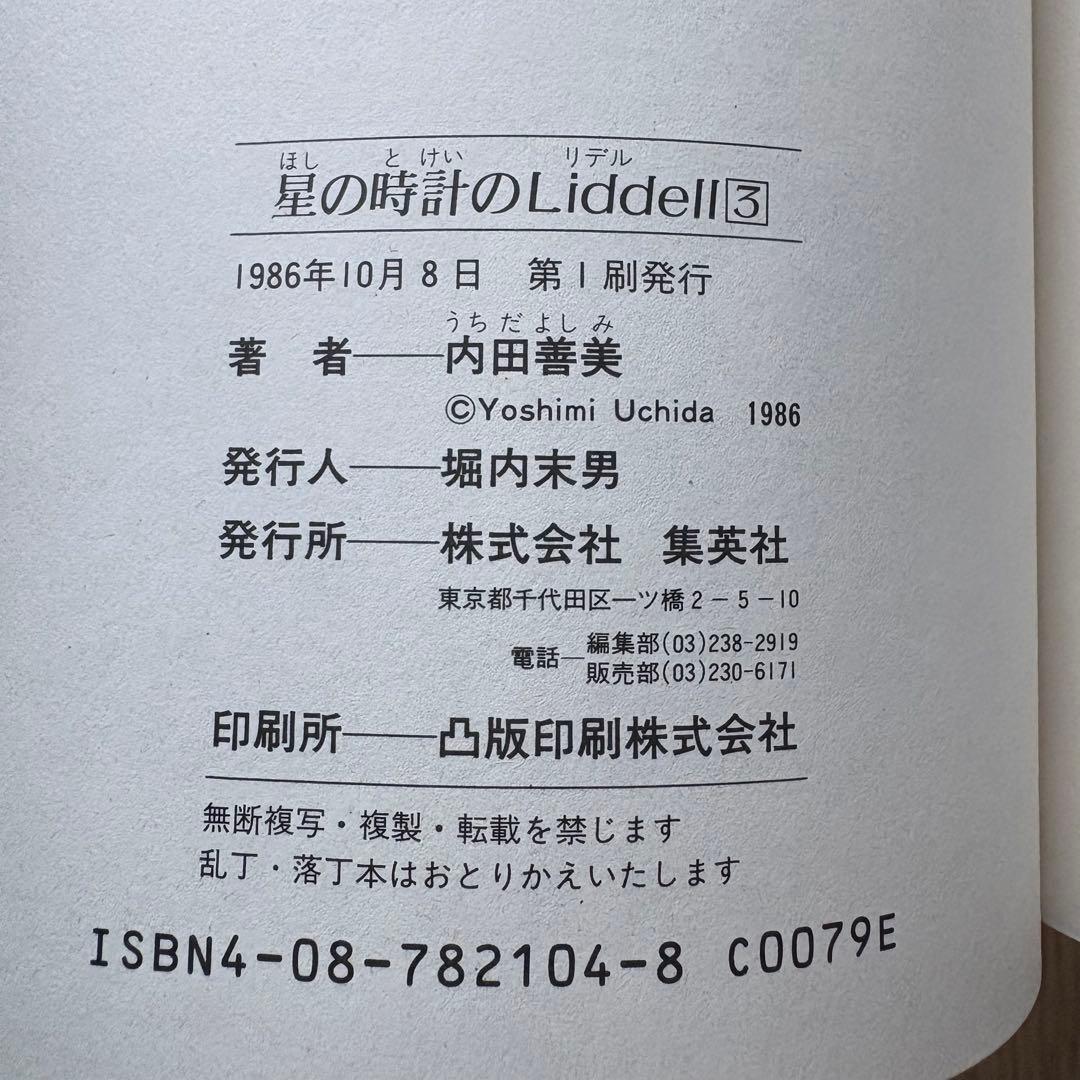 ほし とけい リデル
星の時計のLiddell3
1986年10月8日 第1刷発行
うちだよしみ
著 者――内田善美
©Yoshimi Uchida 1986
発行人――堀内末男
発行所――株式会社 集英社
東京都千代田区一ツ橋2-5-10
電話―編集部(03)238-2919
販売部(03)230-6171
印刷所――凸版印刷株式会社
無断複写・複製・転載を禁じます
乱丁・落丁本はおとりかえいたします
ISBN4-08-782104-8 C0079E